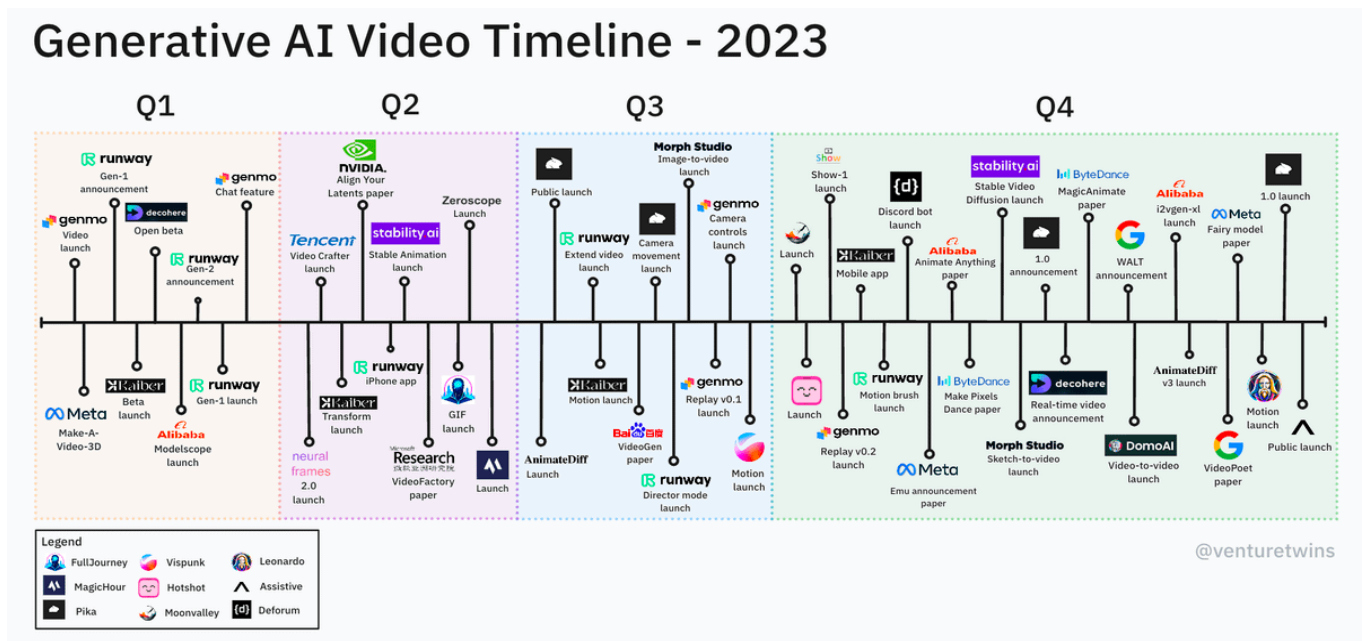 Generative AI Video Timeline - 2023
Q1
Q2
Q3
Q4
runway
Gen-1
announcement
genmo
Chat feature
genmo
Video
launch
decohere
Open beta
runway
Gen-2
announcement
Meta
Make-A-
Video-3D
Kaiber
Beta
launch
Alibaba
Modelscope
launch
runway
Gen-1 launch
NVIDIA.
Align Your
Latents paper
Zeroscope
Launch
Tencent
Video Crafter
launch
stability ai
Stable Animation
launch
neural
frames
2.0
launch
Kaiber
Transform
launch
runway
iPhone app
Microsoft
Research
VideoFactory
paper
GIF
launch
Launch
Public launch
Morph Studio
Image-to-video
launch
runway
Extend video
launch
Camera
movement
launch
genmo
Camera
controls
launch
AnimateDiff
Launch
Kaiber
Motion launch
Bai百度
VideoGen
paper
runway
Director mode
launch
genmo
Replay v0.1
launch
Motion
launch
Launch
Show
Show-1
launch
Kaiber
Mobile app
{d}
Discord bot
launch
Alibaba
Animate Anything
paper
stability ai
Stable Video
Diffusion launch
1.0
announcement
ByteDance
MagicAnimate
paper
WALT
announcement
Alibaba
i2vgen-xl
launch
Meta
Fairy model
paper
1.0 launch
Launch
genmo
Replay v0.2
launch
runway
Motion brush
launch
Meta
Emu announcement
paper
ByteDance
Make Pixels
Dance paper
Morph Studio
Sketch-to-video
launch
decohere
Real-time video
announcement
DomoAI
Video-to-video
launch
AnimateDiff
v3 launch
VideoPoet
paper
Motion
launch
Public launch
Legend
FullJourney
Vispunk
Leonardo
MagicHour
Hotshot
Assistive
Pika
Moonvalley
{d} Deforum
@venturetwins